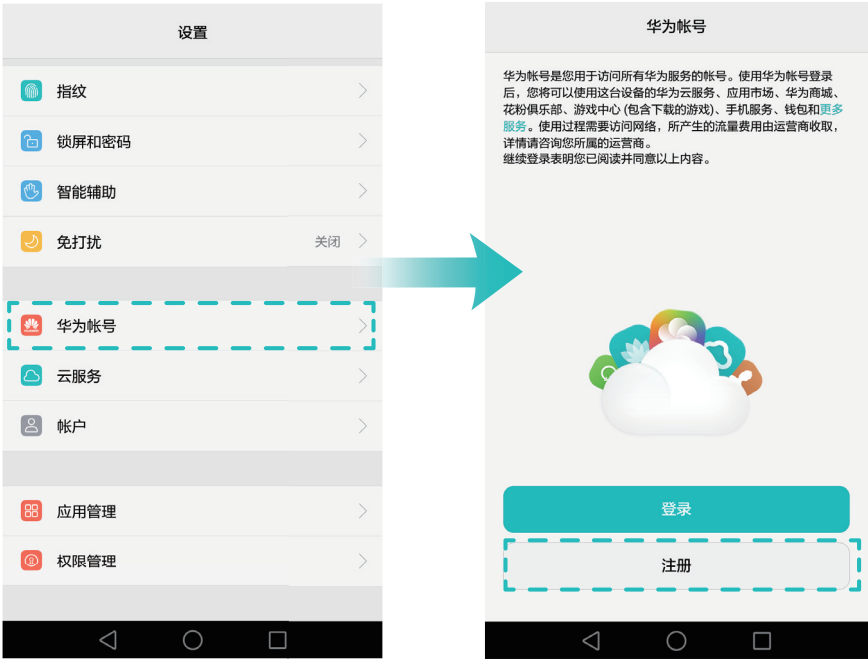 设置
指纹
锁屏和密码
智能辅助
免打扰
关闭
华为帐号
云服务
帐户
应用管理
权限管理
华为帐号
华为帐号是您用于访问所有华为服务的帐号。使用华为帐号登录
后，您将可以使用这台设备的华为云服务、应用市场、华为商城、
花粉俱乐部、游戏中心 (包含下载的游戏)、手机服务、钱包和更多
服务。使用过程需要访问网络，所产生的流量费用由运营商收取，
详情请咨询您所属的运营商。
继续登录表明您已阅读并同意以上内容。
登录
注册